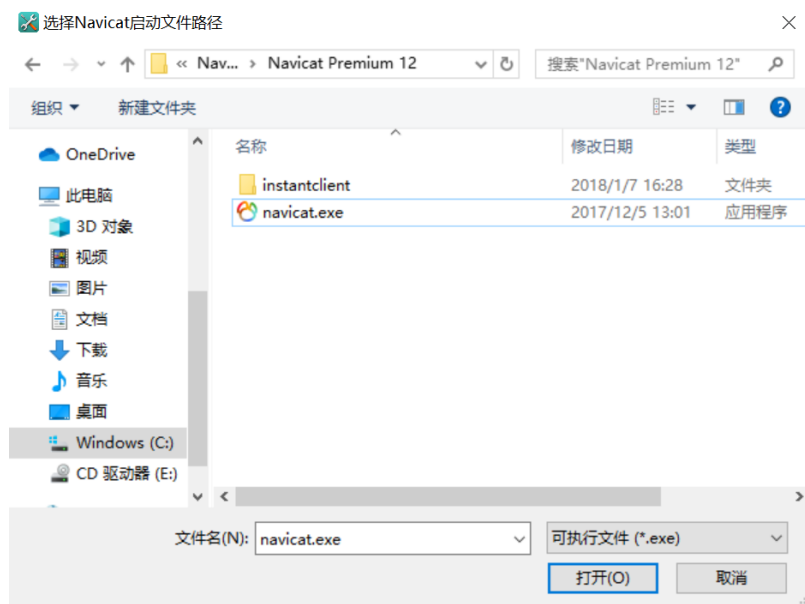 选择Navicat启动文件路径
« Nav... › Navicat Premium 12
搜索"Navicat Premium 12"
组织 新建文件夹
名称 修改日期 类型
OneDrive
此电脑
3D 对象
视频
图片
文档
下载
音乐
桌面
Windows (C:)
CD 驱动器 (E:)
instantclient 2018/1/7 16:28 文件夹
navicat.exe 2017/12/5 13:01 应用程序
文件名(N): navicat.exe 可执行文件 (*.exe)
打开(O) 取消